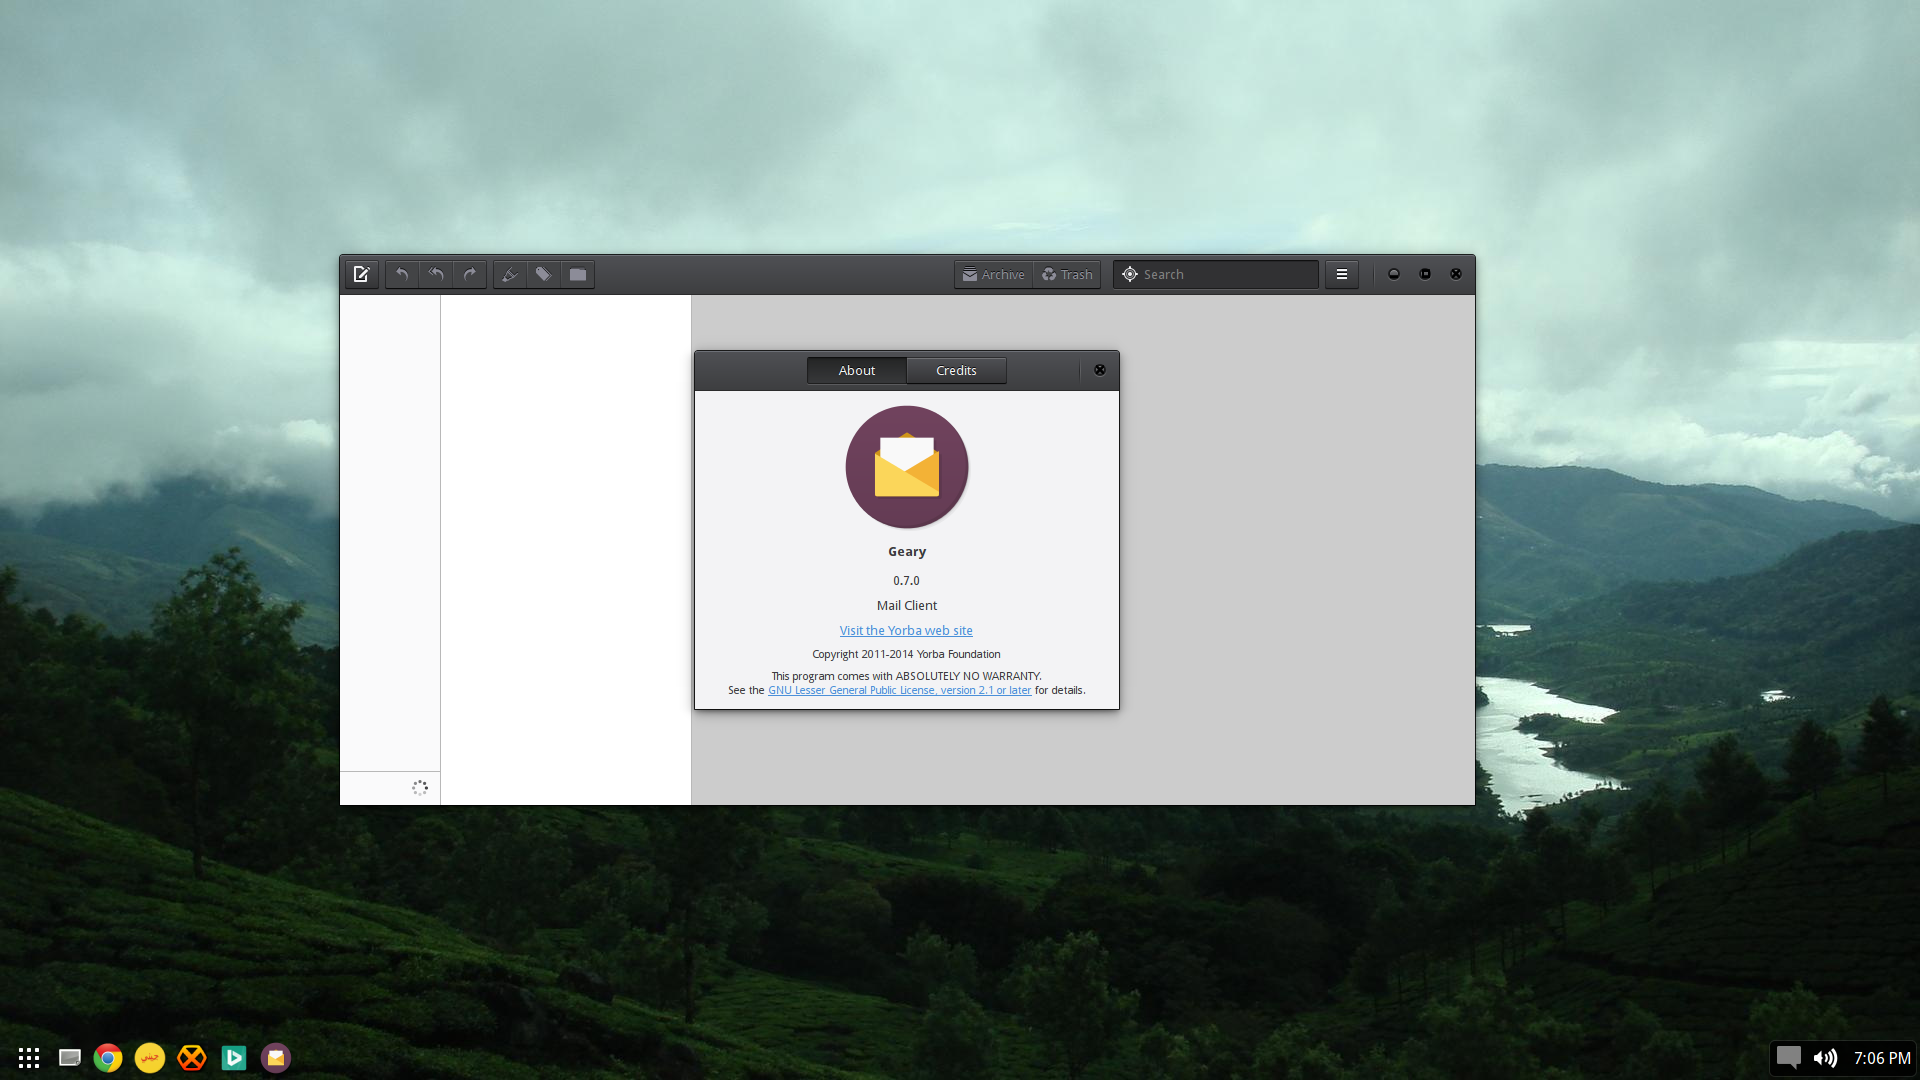 Archive
Trash
Search
About
Credits
Geary
0.7.0
Mail Client
Visit the Yorba web site
Copyright 2011-2014 Yorba Foundation
This program comes with ABSOLUTELY NO WARRANTY.
See the GNU Lesser General Public License, version 2.1 or later for details.
7:06 PM